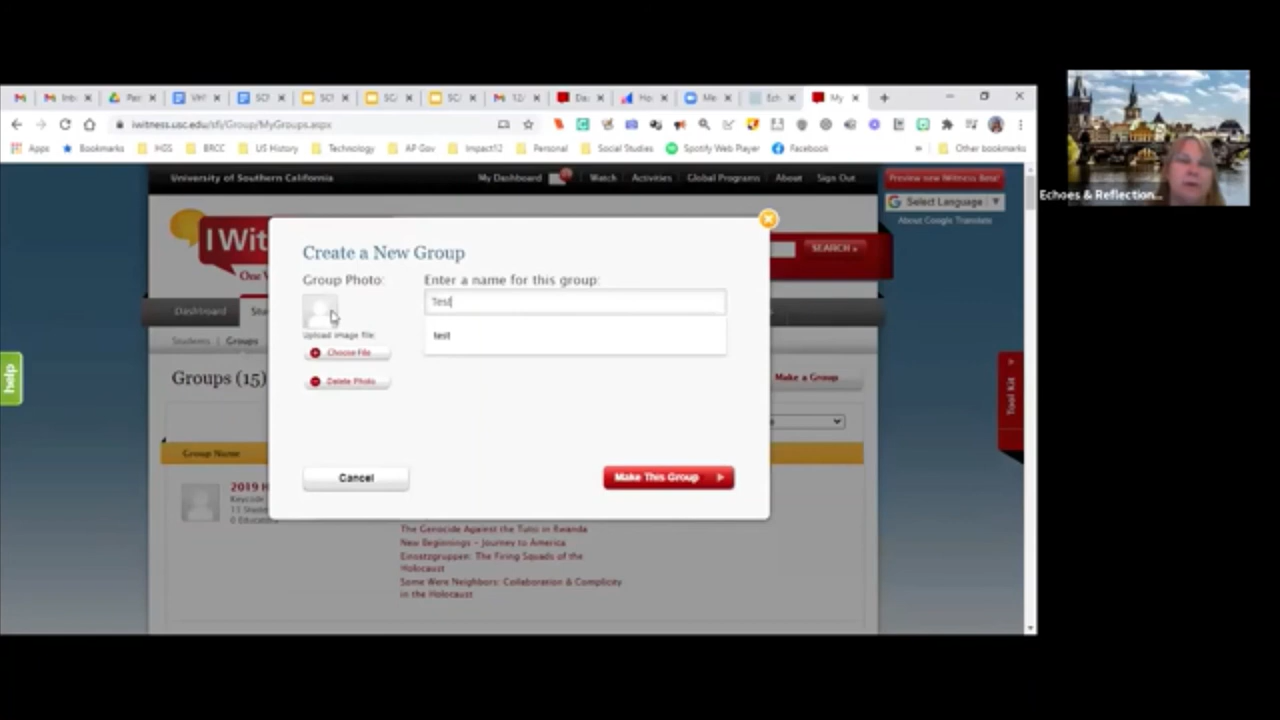 iwitness.usc.edu/sfi/Group/MyGroups.aspx
Apps Bookmarks HGS BRCC US History Technology AP Gov Impact12 Personal Social Studies Spotify Web Player Facebook » Other bookmarks
University of Southern California My Dashboard Watch Activities Global Programs About Sign Out Preview new IWitness Beta!
Select Language
About Google Translate
I Wit
SEARCH
One
Dashboard
Students Groups
Create a New Group
Group Photo: Enter a name for this group:
Test
test
Upload image file:
Choose File
Delete Photo
Cancel Make This Group
Groups (15) Make a Group
Group Name
2019 H
Keycode
The Genocide Against the Tutsi in Rwanda
New Beginnings - Journey to America
Einsatzgruppen: The Firing Squads of the
Holocaust
Some Were Neighbors: Collaboration & Complicity
in the Holocaust
help
Tool Kit
Echoes & Reflection...